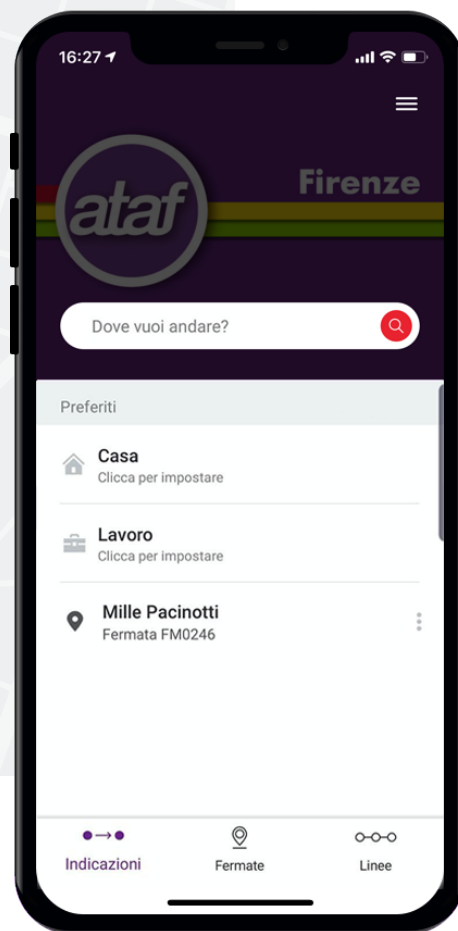 16:27
ataf
Firenze
Dove vuoi andare?
Preferiti
Casa
Clicca per impostare
Lavoro
Clicca per impostare
Mille Pacinotti
Fermata FM0246
Indicazioni
Fermate
Linee